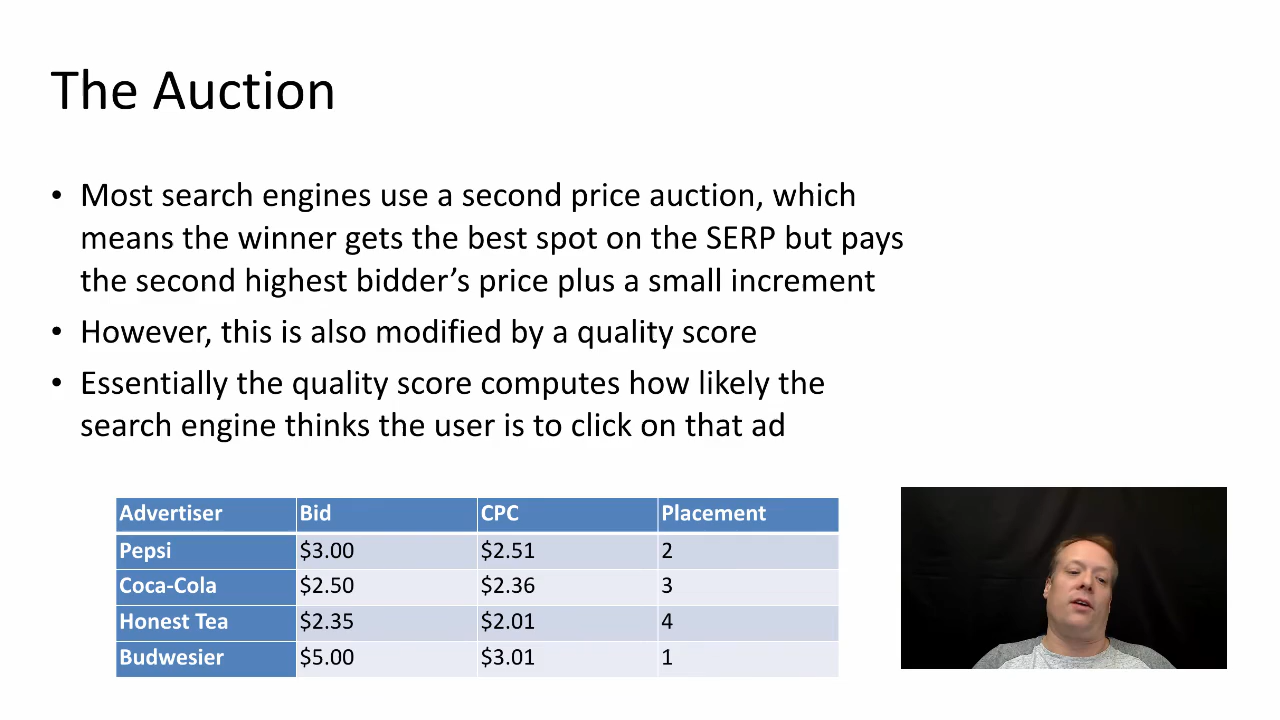 The Auction
• Most search engines use a second price auction, which
means the winner gets the best spot on the SERP but pays
the second highest bidder’s price plus a small increment
• However, this is also modified by a quality score
• Essentially the quality score computes how likely the
search engine thinks the user is to click on that ad
Advertiser Bid CPC Placement
Pepsi $3.00 $2.51 2
Coca-Cola $2.50 $2.36 3
Honest Tea $2.35 $2.01 4
Budwesier $5.00 $3.01 1